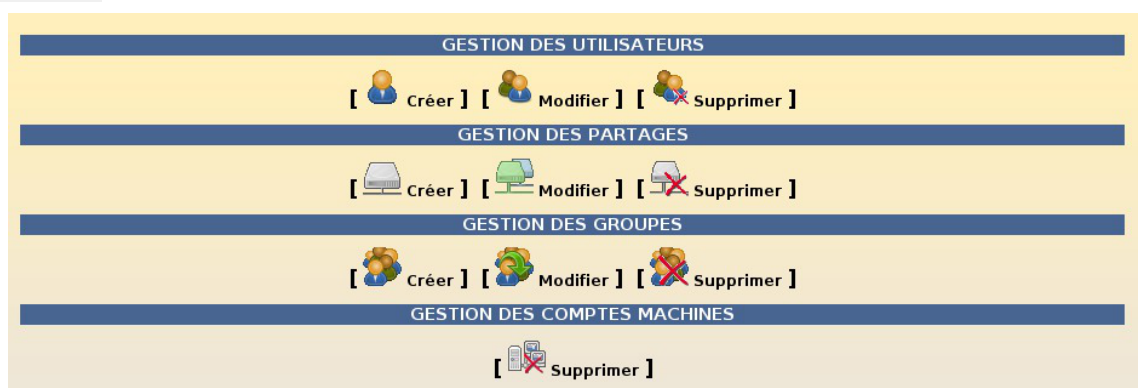 GESTION DES UTILISATEURS
[ Créer ] [ Modifier ] [ Supprimer ]
GESTION DES PARTAGES
[ Créer ] [ Modifier ] [ Supprimer ]
GESTION DES GROUPES
[ Créer ] [ Modifier ] [ Supprimer ]
GESTION DES COMPTES MACHINES
[ Supprimer ]